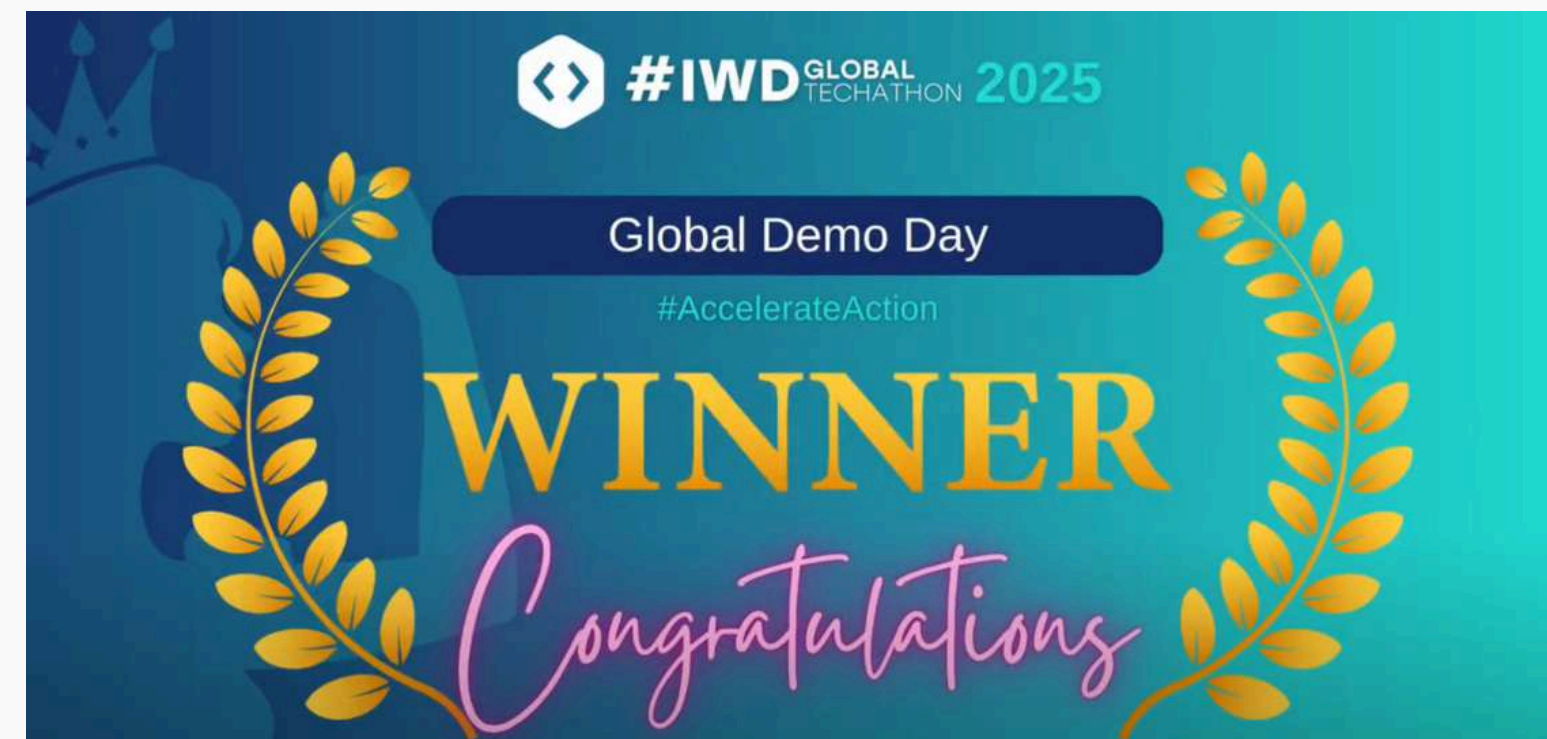 #IWD GLOBAL TECHATHON 2025
Global Demo Day
#AccelerateAction
WINNER
Congratulations